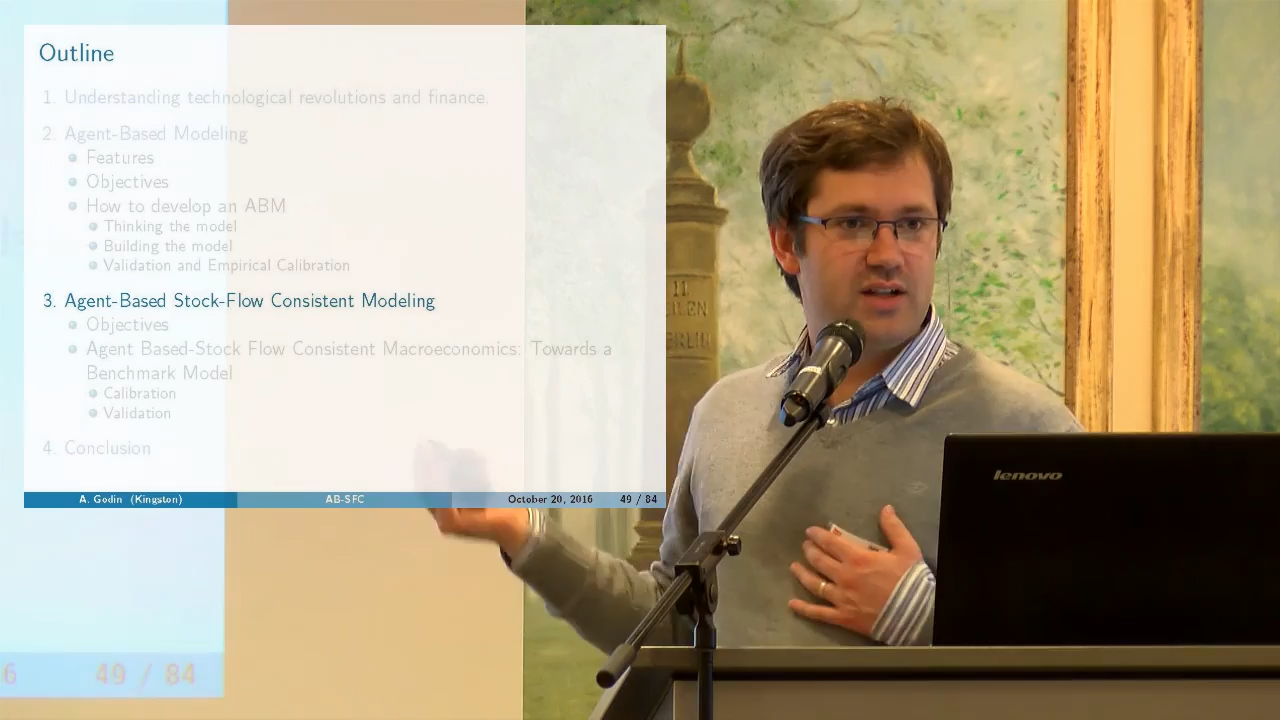 Outline
1. Understanding technological revolutions and finance.
2. Agent-Based Modeling
Features
Objectives
How to develop an ABM
Thinking the model
Building the model
Validation and Empirical Calibration
3. Agent-Based Stock-Flow Consistent Modeling
Objectives
Agent Based-Stock Flow Consistent Macroeconomics: Towards a
Benchmark Model
Calibration
Validation
4. Conclusion
A. Godin (Kingston) AB-SFC October 20, 2016 49 / 84
6 49 / 84
lenovo